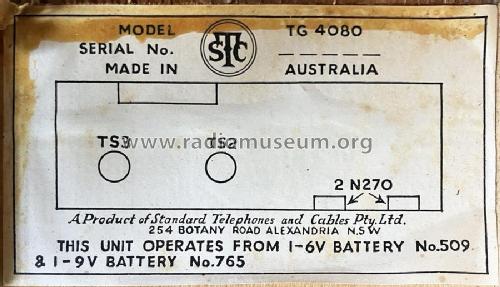 MODEL STC TG 4080
SERIAL No. _ _ _ _ _ _
MADE IN AUSTRALIA
www.radiomuseum.org
TS3 TS2
2 N270
A Product of Standard Telephones and Cables Pty. Ltd.
254 BOTANY ROAD ALEXANDRIA N.S.W
THIS UNIT OPERATES FROM 1-6V BATTERY No.509
& 1-9V BATTERY No.765